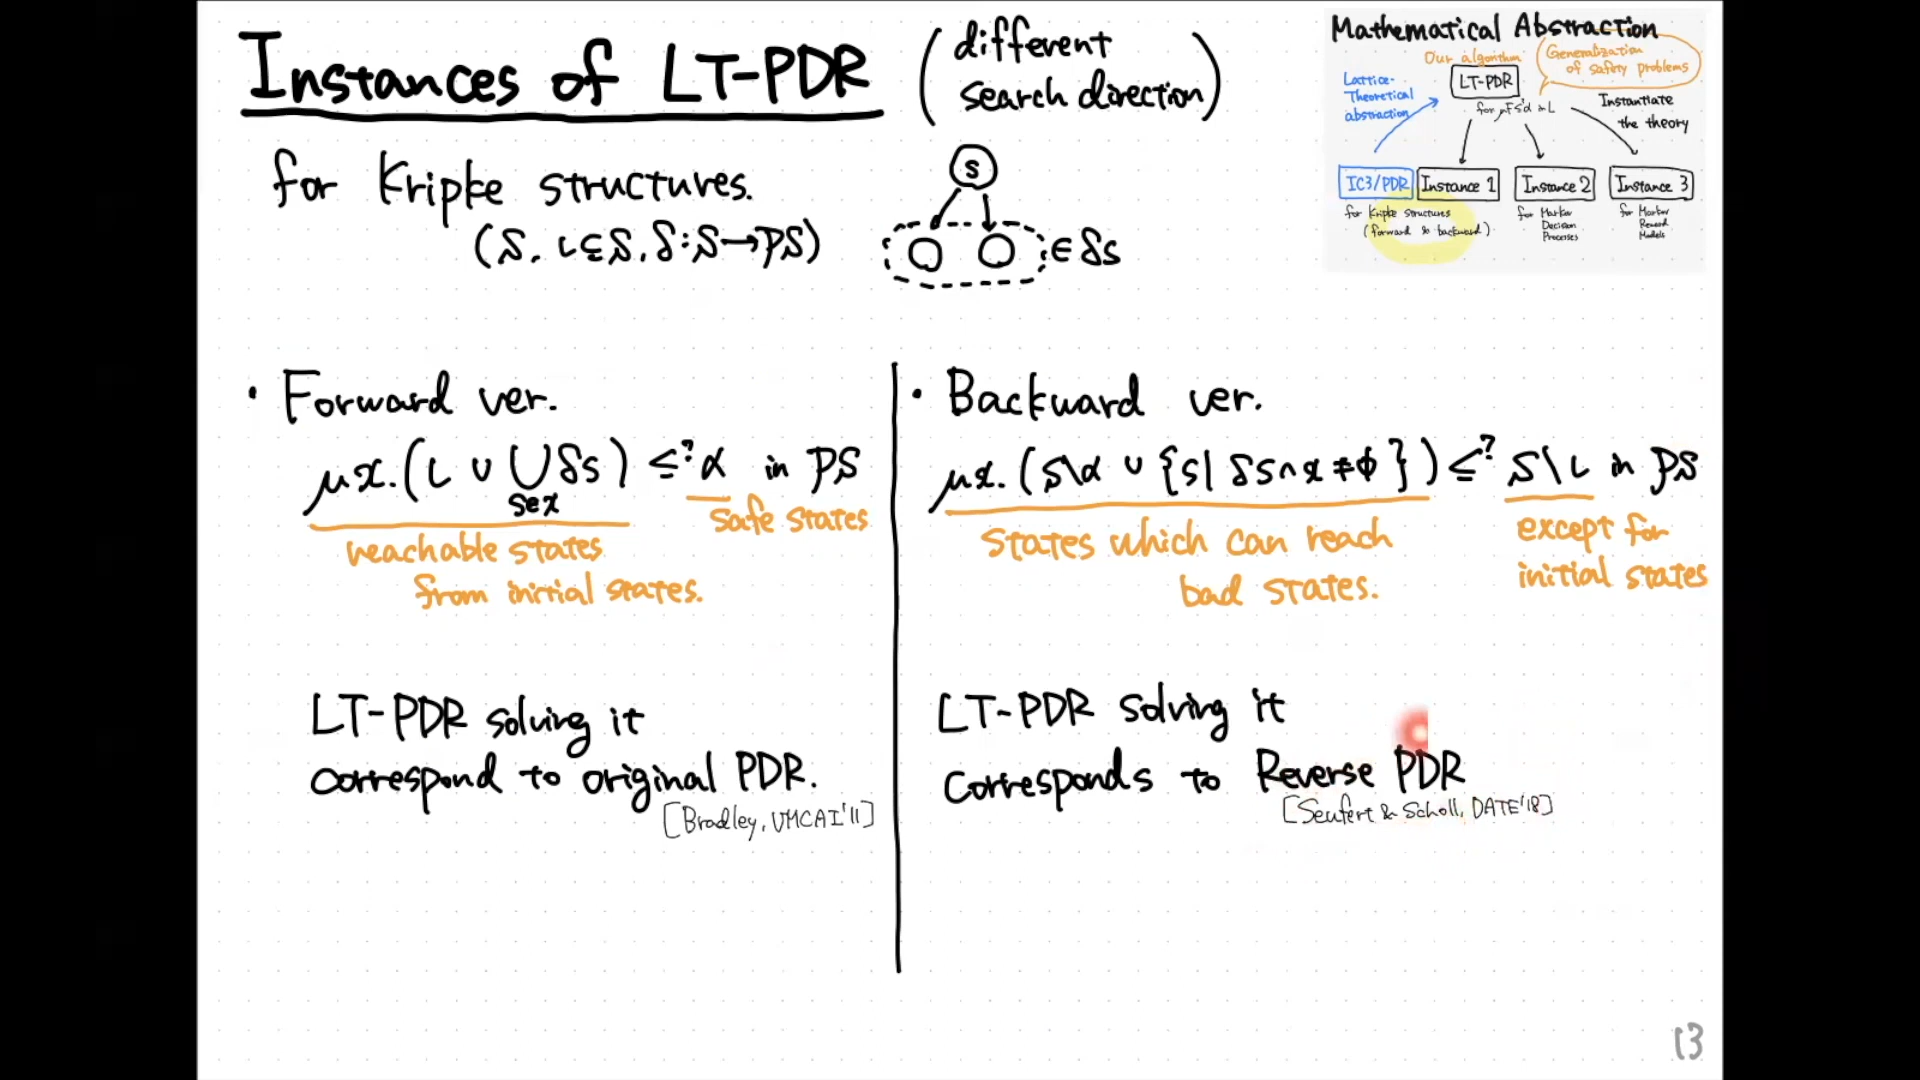 Instances of LT-PDR
(different
search direction)
for Kripke structures.
(S, ι⊆S, δ:S→PS)
S
∈ δs
Mathematical Abstraction
Our algorithm
Generalization
of safety problems
Lattice-
Theoretical
abstraction
LT-PDR
Instantiate
the theory
IC3/PDR
Instance 1
Instance 2
Instance 3
for Kripke structures
(forward & backward)
for Markov
Decision
Processes
for Markov
Reward
Models
• Forward ver.
μx.(ι ∪ ⋃ δs) ≤? α in PS
s∈x
safe states
reachable states
from initial states.
LT-PDR solving it
correspond to original PDR.
[Bradley, VMCAI'11]
• Backward ver.
μx.(S\α ∪ {s| δs∩x≠φ}) ≤? S\ι in PS
states which can reach
bad states.
except for
initial states
LT-PDR solving it
corresponds to Reverse PDR
[Seufert & Scholl, DATE'18]
13